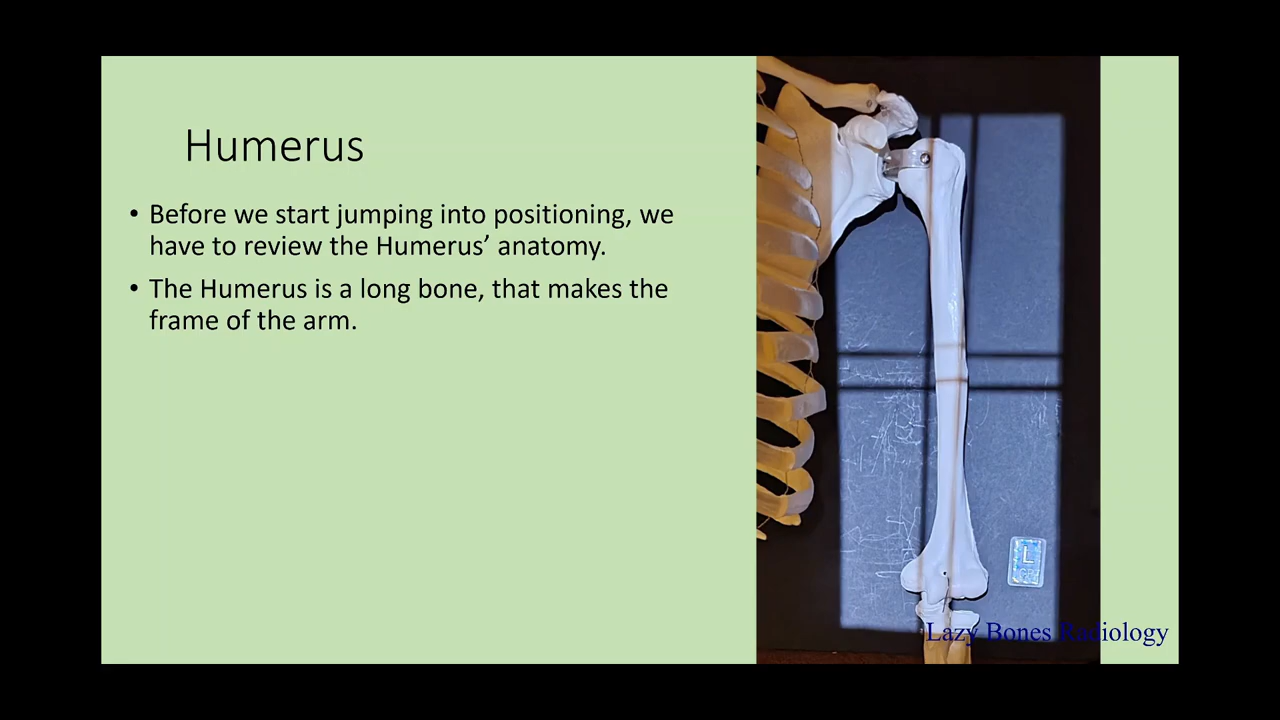 Humerus
• Before we start jumping into positioning, we
have to review the Humerus’ anatomy.
• The Humerus is a long bone, that makes the
frame of the arm.
L
Lazy Bones Radiology